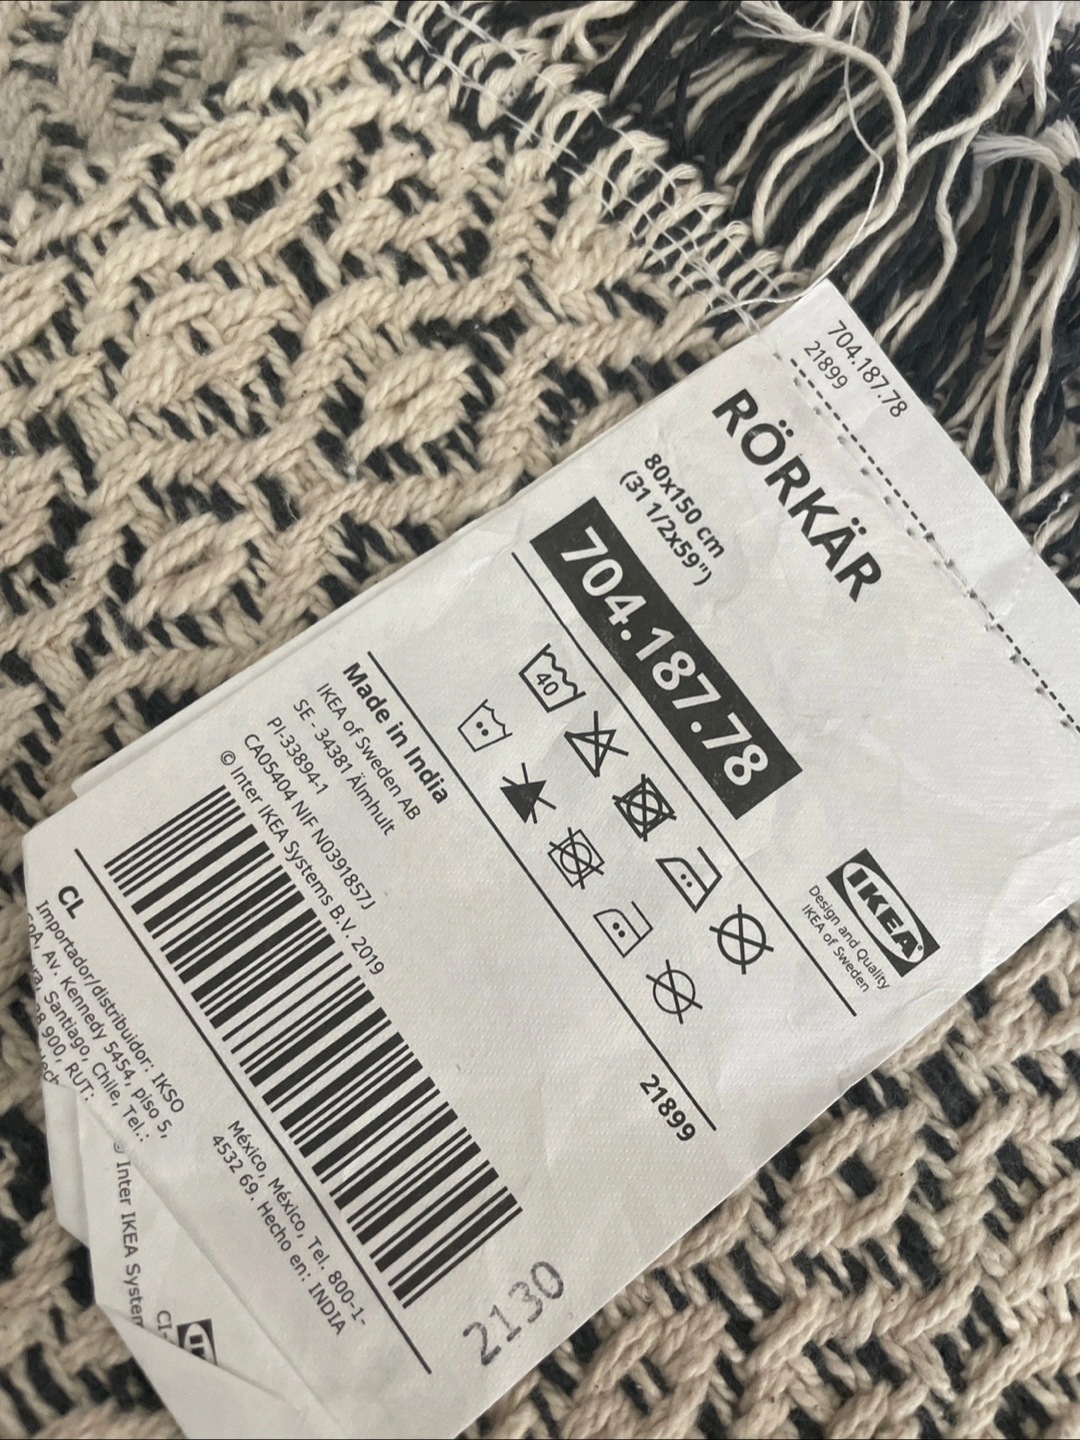 704.187.78
21899
RÖRKÄR
80x150 cm
(31 1/2x59")
704.187.78
IKEA®
Design and Quality
IKEA of Sweden
40
21899
Made in India
IKEA of Sweden AB
SE - 34381 Älmhult
PI-33894-1
CA05404 NIF N0391857J
© Inter IKEA Systems B.V. 2019
2130
CL
Importador/distribuidor: IKSO
SpA, Av. Kennedy 5454, piso 5,
Santiago, Chile, Tel.:
900, RUT:
México, México, Tel. 800-1-
4532 69. Hecho en: INDIA
Inter IKEA System